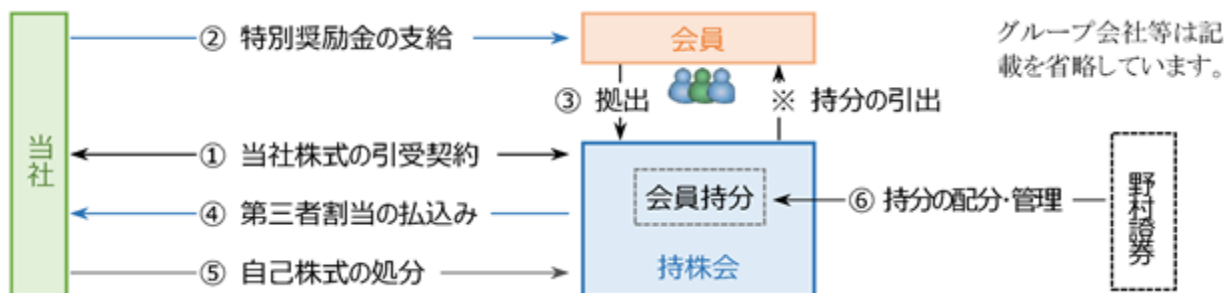 ② 特別奨励金の支給
会員
グループ会社等は記
載を省略しています。
③ 拠出
※ 持分の引出
当社
① 当社株式の引受契約
会員持分
④ 第三者割当の払込み
⑥ 持分の配分・管理
野村證券
⑤ 自己株式の処分
持株会